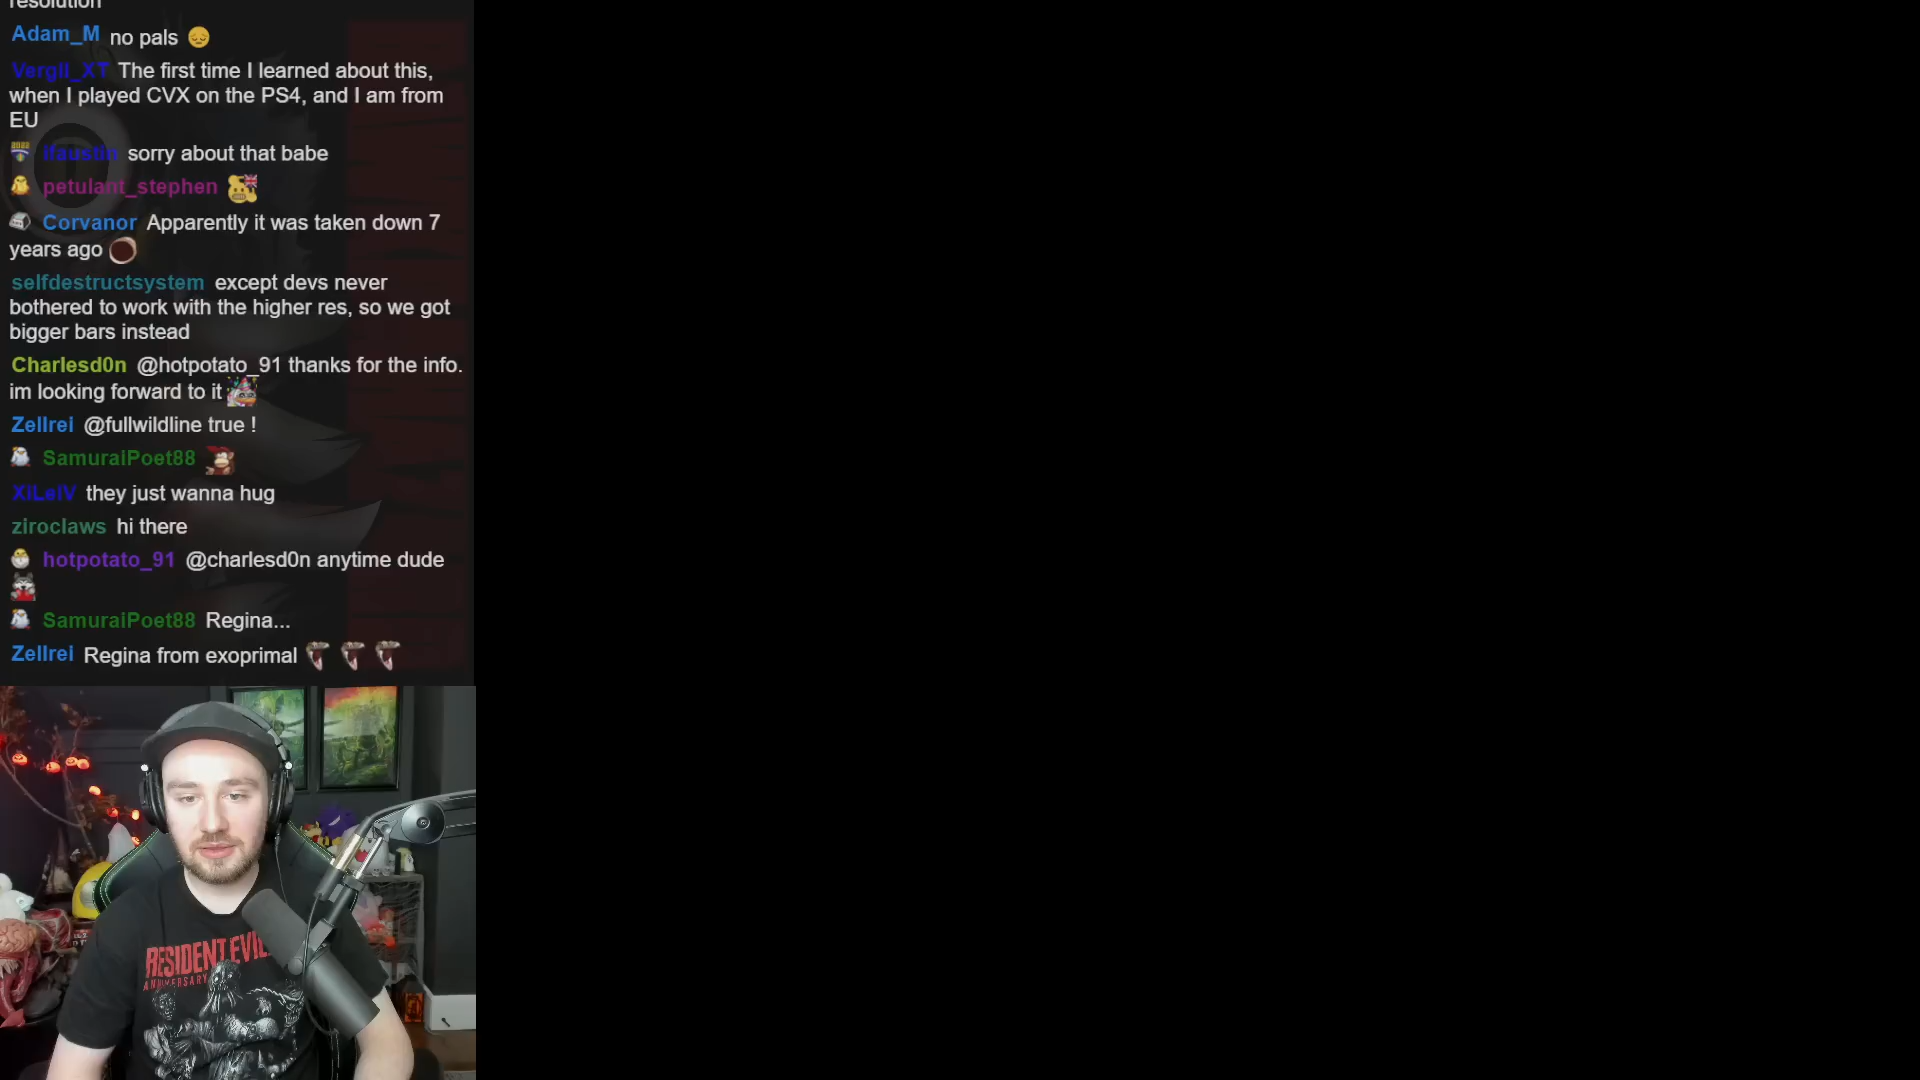 resolution
Adam_M no pals
Vergil_XT The first time I learned about this,
when I played CVX on the PS4, and I am from
EU
lfaustin sorry about that babe
petulant_stephen
Corvanor Apparently it was taken down 7
years ago
selfdestructsystem except devs never
bothered to work with the higher res, so we got
bigger bars instead
Charlesd0n @hotpotato_91 thanks for the info.
im looking forward to it
Zellrei @fullwildline true !
SamuraiPoet88
XiLeiV they just wanna hug
ziroclaws hi there
hotpotato_91 @charlesd0n anytime dude
SamuraiPoet88 Regina...
Zellrei Regina from exoprimal
RESIDENT EVIL
ANNIVERSARY